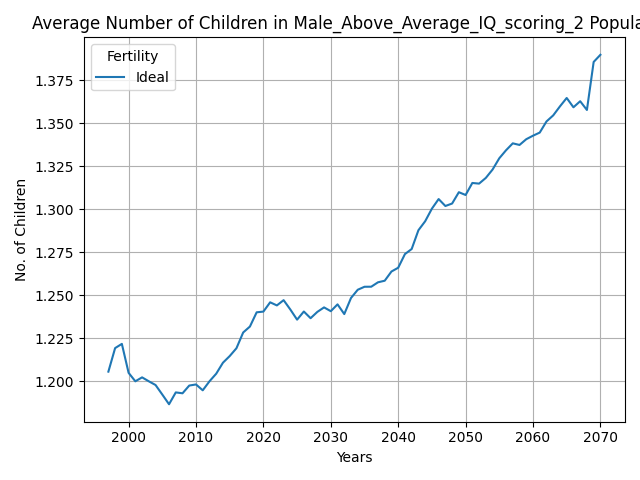 Average Number of Children in Male_Above_Average_IQ_scoring_2 Popula
Fertility
Ideal
1.375
1.350
1.325
1.300
1.275
1.250
1.225
1.200
No. of Children
2000 2010 2020 2030 2040 2050 2060 2070
Years